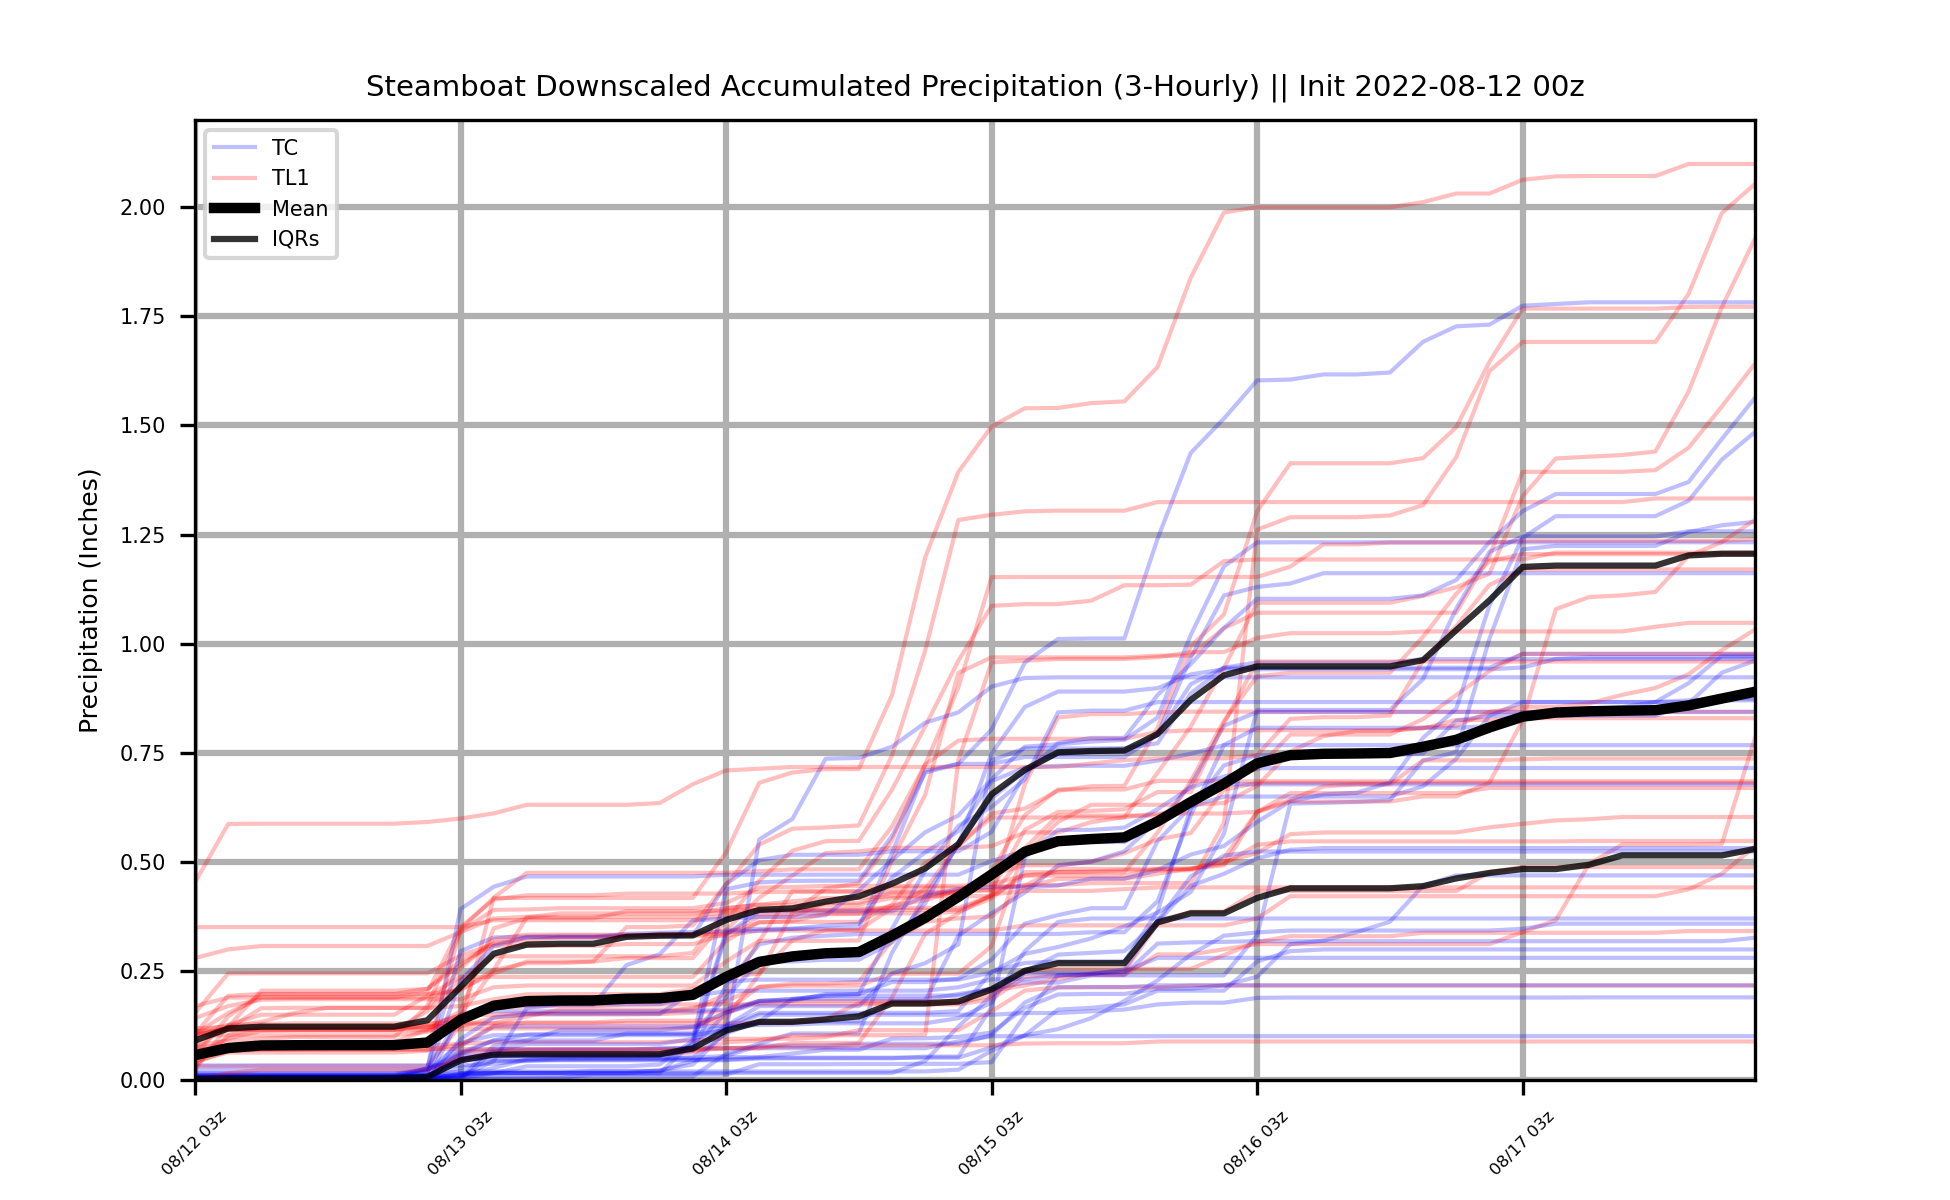 Steamboat Downscaled Accumulated Precipitation (3-Hourly) || Init 2022-08-12 00z
TC
TL1
Mean
IQRs
Precipitation (Inches)
2.00
1.75
1.50
1.25
1.00
0.75
0.50
0.25
0.00
08/12 03z
08/13 03z
08/14 03z
08/15 03z
08/16 03z
08/17 03z